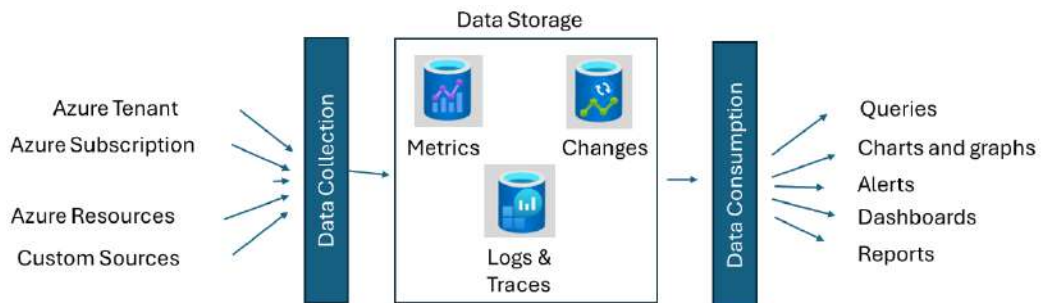 Data Storage
Azure Tenant
Azure Subscription
Azure Resources
Custom Sources
Data Collection
Metrics
Changes
Logs &
Traces
Data Consumption
Queries
Charts and graphs
Alerts
Dashboards
Reports